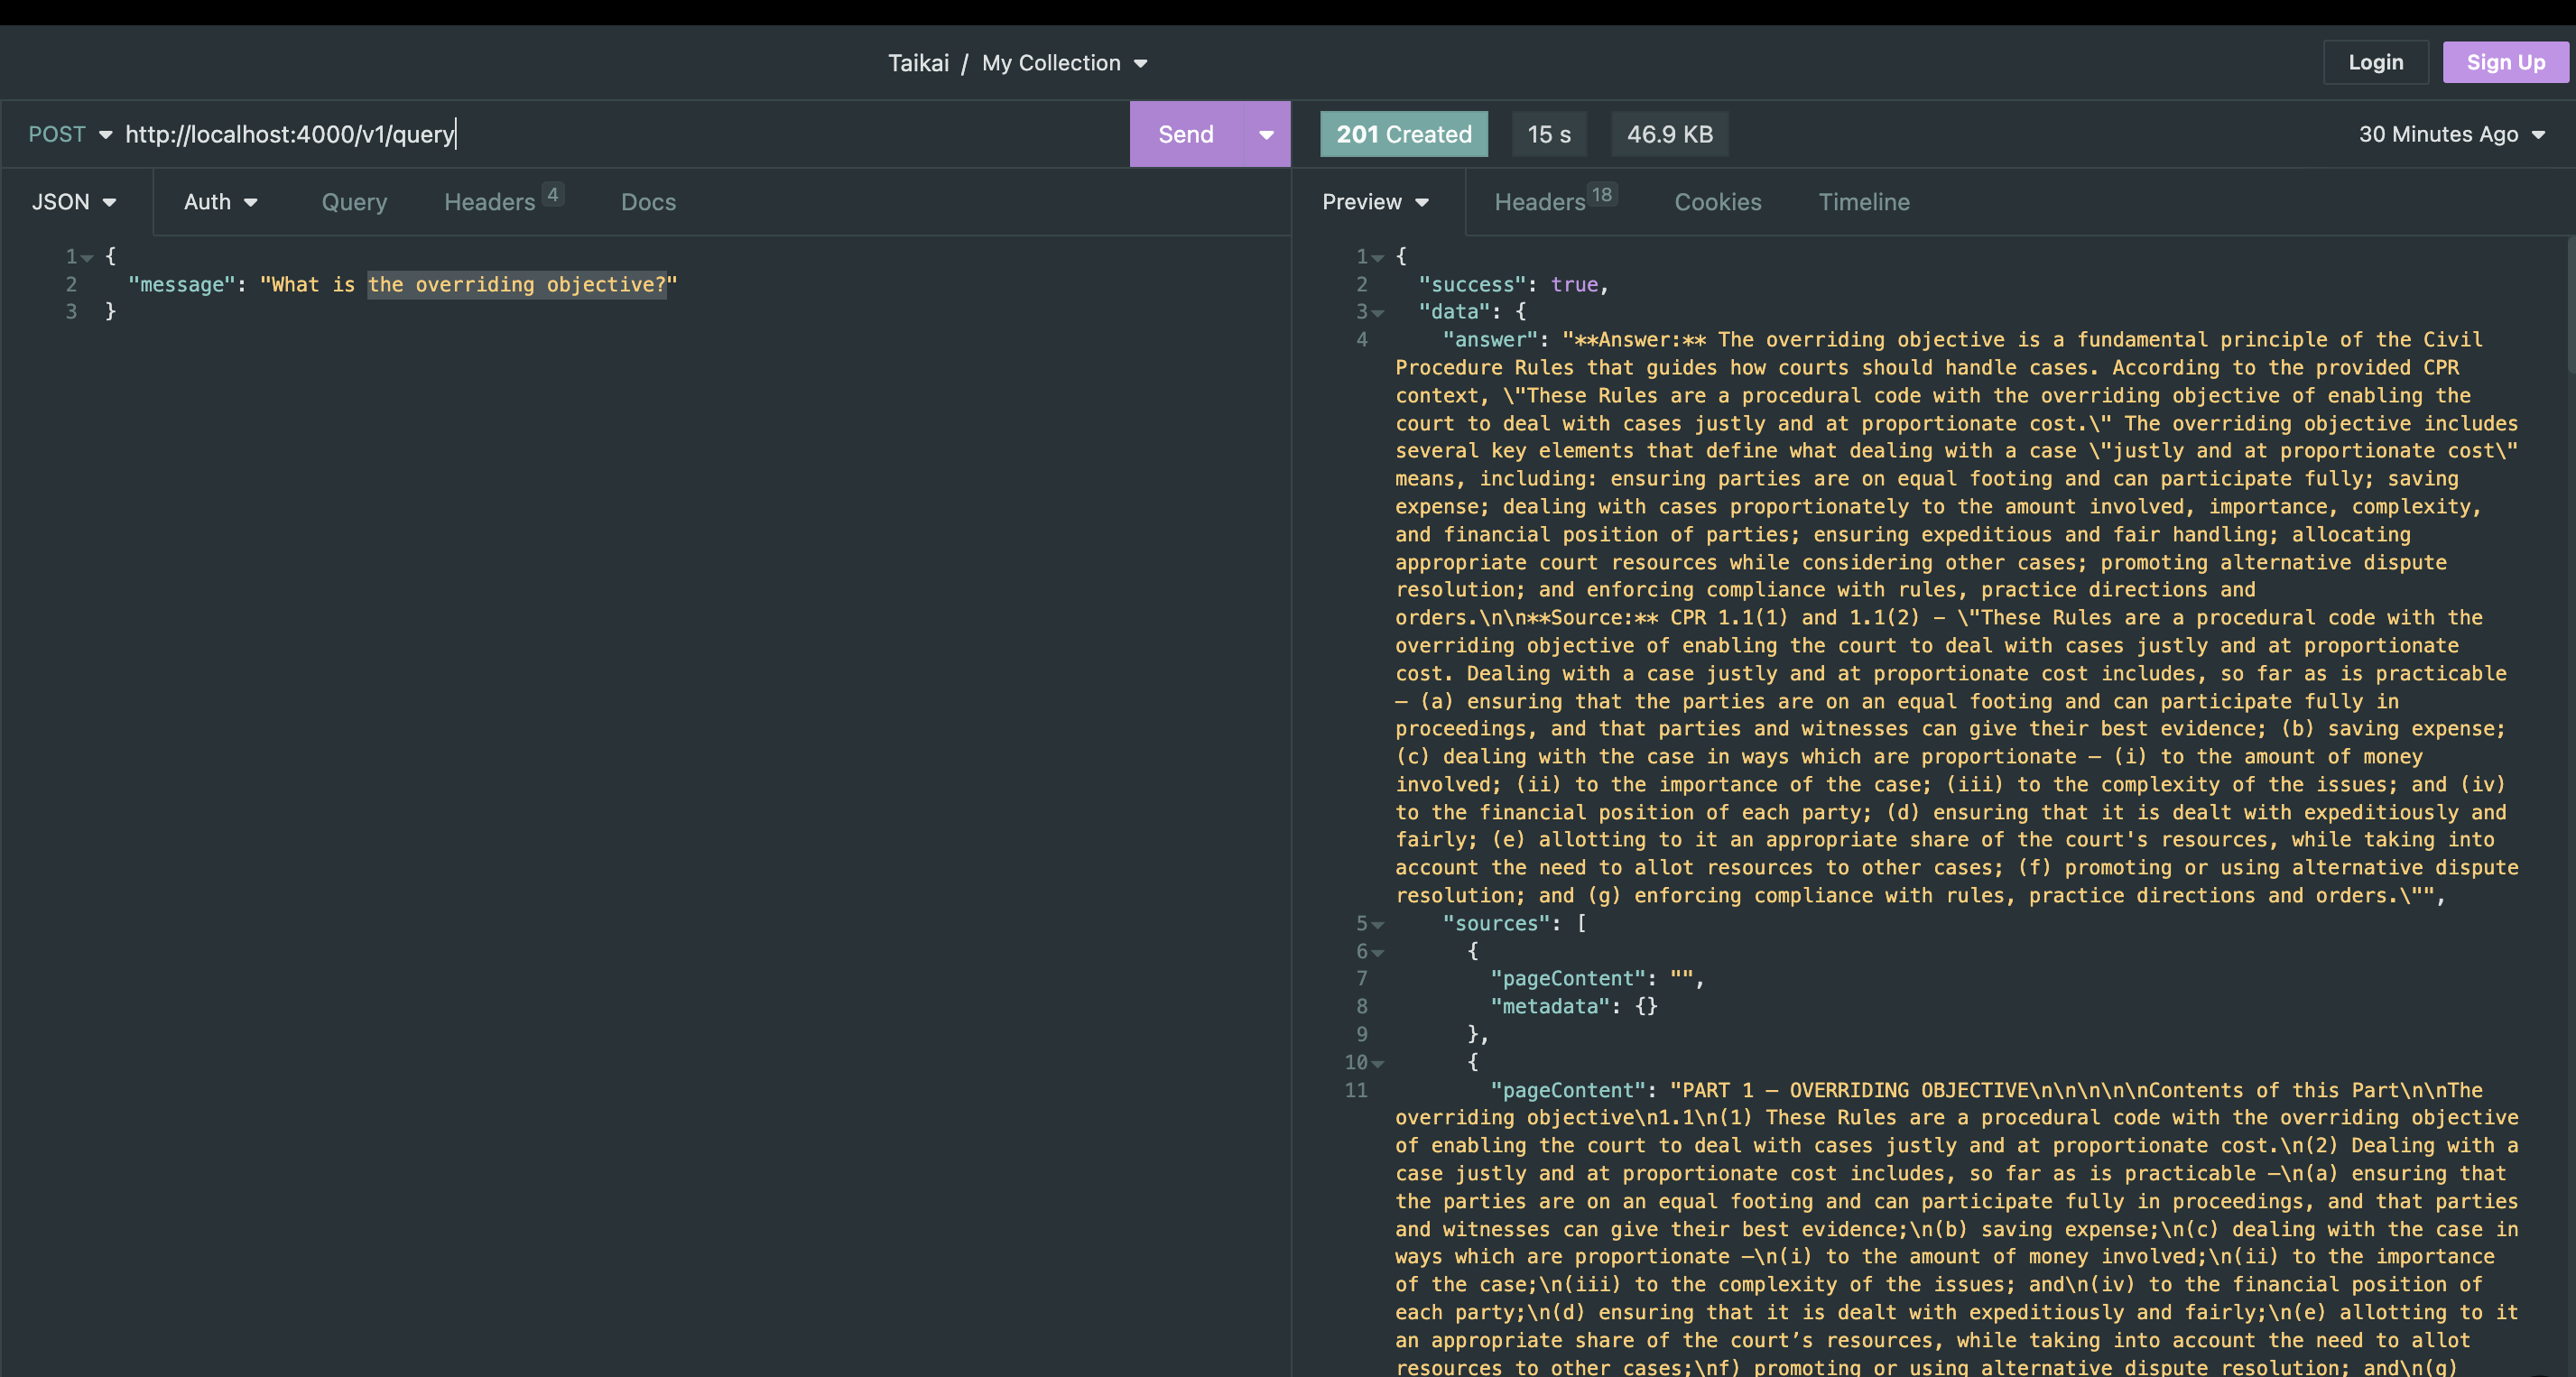 Taikai / My Collection
Login
Sign Up
POST http://localhost:4000/v1/query
Send
201 Created
15 s
46.9 KB
30 Minutes Ago
JSON
Auth
Query
Headers 4
Docs
1 {
2 "message": "What is the overriding objective?"
3 }
Preview
Headers 18
Cookies
Timeline
1 {
2 "success": true,
3 "data": {
4 "answer": "**Answer:** The overriding objective is a fundamental principle of the Civil
Procedure Rules that guides how courts should handle cases. According to the provided CPR
context, \"These Rules are a procedural code with the overriding objective of enabling the
court to deal with cases justly and at proportionate cost.\" The overriding objective includes
several key elements that define what dealing with a case \"justly and at proportionate cost\"
means, including: ensuring parties are on equal footing and can participate fully; saving
expense; dealing with cases proportionately to the amount involved, importance, complexity,
and financial position of parties; ensuring expeditious and fair handling; allocating
appropriate court resources while considering other cases; promoting alternative dispute
resolution; and enforcing compliance with rules, practice directions and
orders.\n\n**Source:** CPR 1.1(1) and 1.1(2) – \"These Rules are a procedural code with the
overriding objective of enabling the court to deal with cases justly and at proportionate
cost. Dealing with a case justly and at proportionate cost includes, so far as is practicable
– (a) ensuring that the parties are on an equal footing and can participate fully in
proceedings, and that parties and witnesses can give their best evidence; (b) saving expense;
(c) dealing with the case in ways which are proportionate – (i) to the amount of money
involved; (ii) to the importance of the case; (iii) to the complexity of the issues; and (iv)
to the financial position of each party; (d) ensuring that it is dealt with expeditiously and
fairly; (e) allotting to it an appropriate share of the court's resources, while taking into
account the need to allot resources to other cases; (f) promoting or using alternative dispute
resolution; and (g) enforcing compliance with rules, practice directions and orders.\"",
5 "sources": [
6 {
7 "pageContent": "",
8 "metadata": {}
9 },
10 {
11 "pageContent": "PART 1 – OVERRIDING OBJECTIVE\n\n\n\n\nContents of this Part\n\nThe
overriding objective\n1.1\n(1) These Rules are a procedural code with the overriding objective
of enabling the court to deal with cases justly and at proportionate cost.\n(2) Dealing with a
case justly and at proportionate cost includes, so far as is practicable –\n(a) ensuring that
the parties are on an equal footing and can participate fully in proceedings, and that parties
and witnesses can give their best evidence;\n(b) saving expense;\n(c) dealing with the case in
ways which are proportionate –\n(i) to the amount of money involved;\n(ii) to the importance
of the case;\n(iii) to the complexity of the issues; and\n(iv) to the financial position of
each party;\n(d) ensuring that it is dealt with expeditiously and fairly;\n(e) allotting to it
an appropriate share of the court’s resources, while taking into account the need to allot
resources to other cases;\nf) promoting or using alternative dispute resolution; and\n(g)